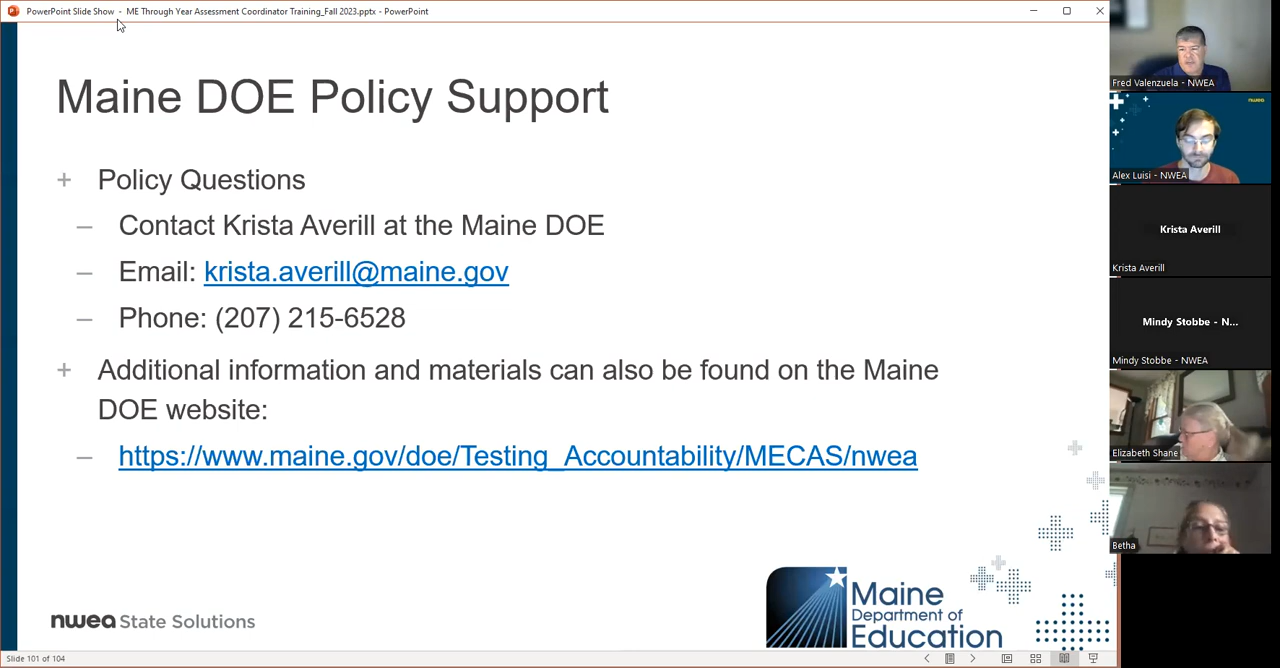 PowerPoint Slide Show - ME Through Year Assessment Coordinator Training_Fall 2023.pptx - PowerPoint
Maine DOE Policy Support
+ Policy Questions
– Contact Krista Averill at the Maine DOE
– Email: krista.averill@maine.gov
– Phone: (207) 215-6528
+ Additional information and materials can also be found on the Maine
DOE website:
– https://www.maine.gov/doe/Testing_Accountability/MECAS/nwea
nwea State Solutions
Maine
Department of
Education
Slide 101 of 104
Fred Valenzuela - NWEA
nwea
Alex Luisi - NWEA
Krista Averill
Krista Averill
Mindy Stobbe - N...
Mindy Stobbe - NWEA
Elizabeth Shane
Betha